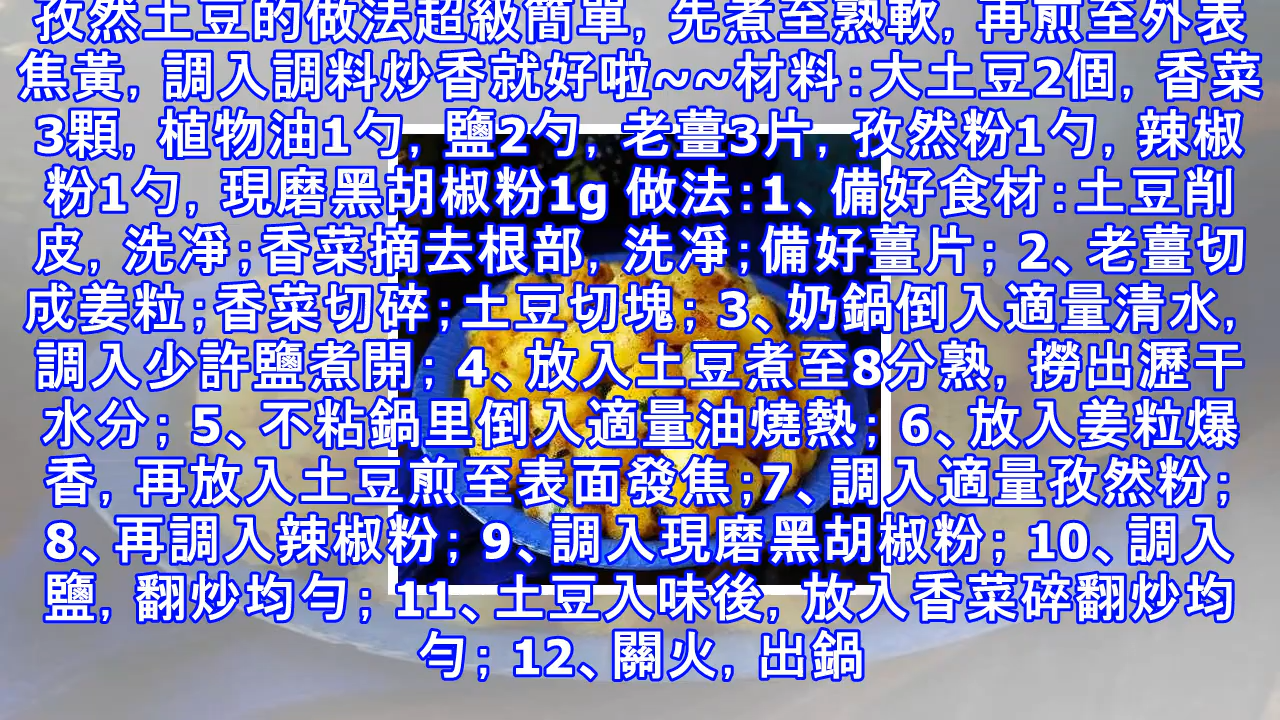 孜然土豆的做法超級簡單, 先煮至熟軟, 再煎至外表
焦黃, 調入調料炒香就好啦~~材料:大土豆2個, 香菜
3顆, 植物油1勺, 鹽2勺, 老薑3片, 孜然粉1勺, 辣椒
粉1勺, 現磨黑胡椒粉1g 做法:1、備好食材:土豆削
皮, 洗凈;香菜摘去根部, 洗凈;備好薑片; 2、老薑切
成姜粒;香菜切碎;土豆切塊; 3、奶鍋倒入適量清水,
調入少許鹽煮開; 4、放入土豆煮至8分熟, 撈出瀝干
水分; 5、不粘鍋里倒入適量油燒熱; 6、放入姜粒爆
香, 再放入土豆煎至表面發焦;7、調入適量孜然粉;
8、再調入辣椒粉; 9、調入現磨黑胡椒粉; 10、調入
鹽, 翻炒均勻; 11、土豆入味後, 放入香菜碎翻炒均
勻; 12、關火, 出鍋